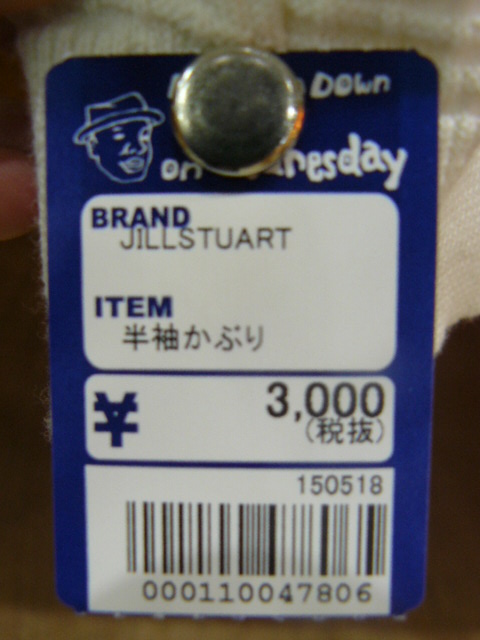 Down
on
BRAND
JILLSTUART
ITEM
半袖かぶり
¥ 3,000
(税抜)
150518
000110047806